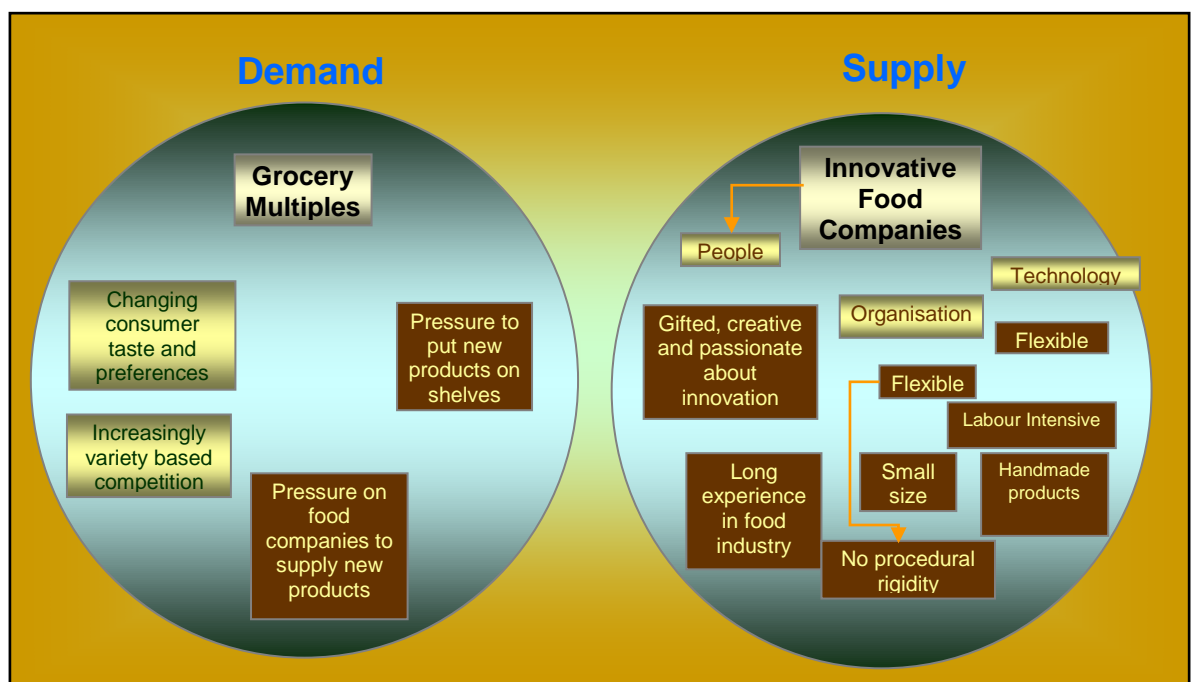 Demand
Grocery
Multiples
Changing
consumer
taste and
preferences
Pressure to
put new
products on
shelves
Increasingly
variety based
competition
Pressure on
food
companies to
supply new
products
Supply
Innovative
Food
Companies
People
Technology
Organisation
Gifted, creative
and passionate
about
innovation
Flexible
Flexible
Labour Intensive
Long
experience
in food
industry
Small
size
Handmade
products
No procedural
rigidity